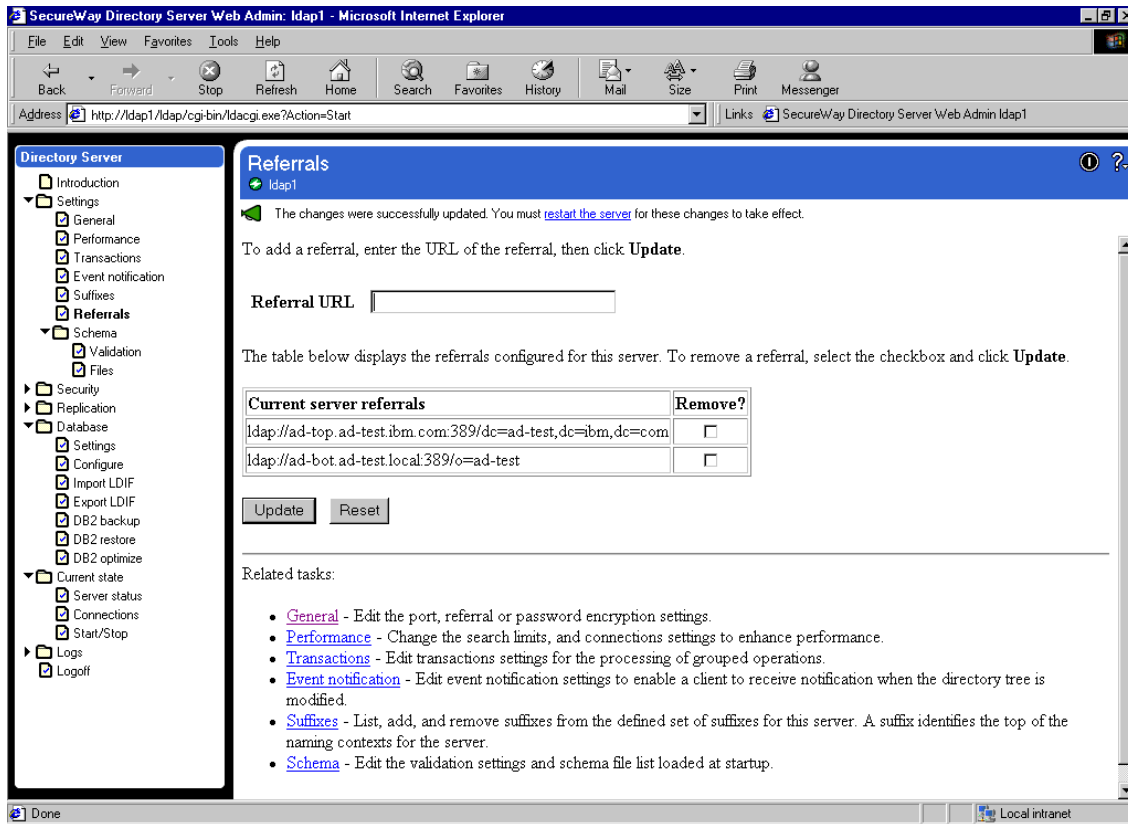 SecureWay Directory Server Web Admin: ldap1 - Microsoft Internet Explorer
File Edit View Favorites Tools Help
Back Forward Stop Refresh Home Search Favorites History Mail Size Print Messenger
Address http://ldap1/ldap/cgi-bin/ldacgi.exe?Action=Start Links SecureWay Directory Server Web Admin ldap1
Directory Server
Introduction
Settings
General
Performance
Transactions
Event notification
Suffixes
Referrals
Schema
Validation
Files
Security
Replication
Database
Settings
Configure
Import LDIF
Export LDIF
DB2 backup
DB2 restore
DB2 optimize
Current state
Server status
Connections
Start/Stop
Logs
Logoff
Referrals
ldap1
?
The changes were successfully updated. You must restart the server for these changes to take effect.
To add a referral, enter the URL of the referral, then click Update.
Referral URL
The table below displays the referrals configured for this server. To remove a referral, select the checkbox and click Update.
Current server referrals Remove?
ldap://ad-top.ad-test.ibm.com:389/dc=ad-test,dc=ibm,dc=com
ldap://ad-bot.ad-test.local:389/o=ad-test
Update Reset
Related tasks:
• General - Edit the port, referral or password encryption settings.
• Performance - Change the search limits, and connections settings to enhance performance.
• Transactions - Edit transactions settings for the processing of grouped operations.
• Event notification - Edit event notification settings to enable a client to receive notification when the directory tree is
modified.
• Suffixes - List, add, and remove suffixes from the defined set of suffixes for this server. A suffix identifies the top of the
naming contexts for the server.
• Schema - Edit the validation settings and schema file list loaded at startup.
Done Local intranet